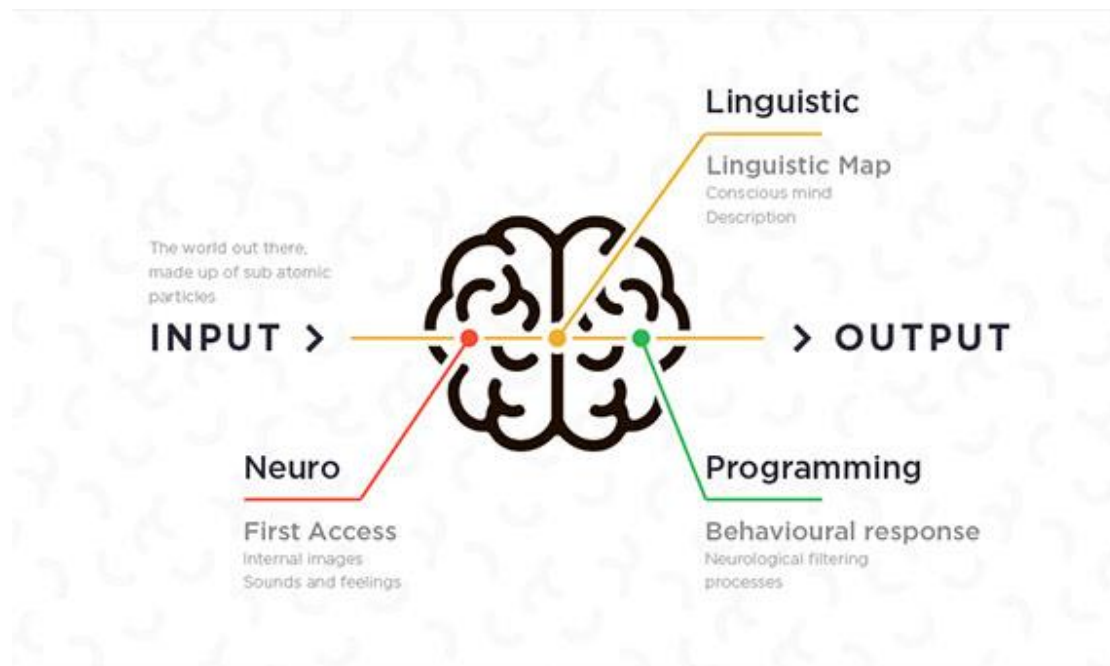 Linguistic
Linguistic Map
Conscious mind
Description
The world out there,
made up of sub atomic
particles
INPUT >
> OUTPUT
Neuro
First Access
Internal images
Sounds and feelings
Programming
Behavioural response
Neurological filtering
processes